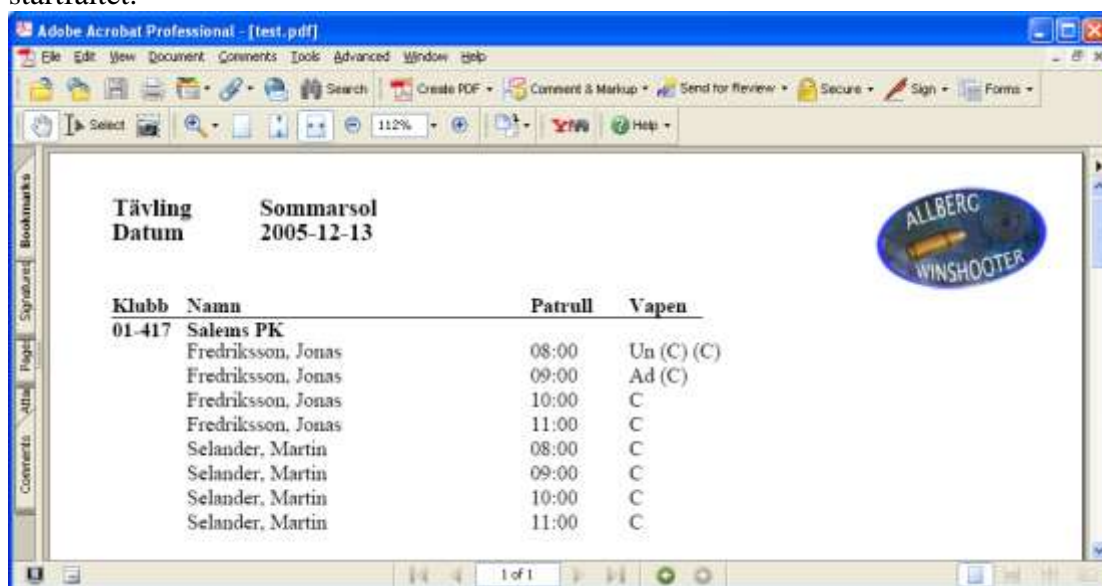 startfältet.
Adobe Acrobat Professional - [test.pdf]
File Edit View Document Comments Tools Advanced Window Help
Search Create PDF Comment & Markup Send for Review Secure Sign Forms
Select 112% Help
Tävling Sommarsol
Datum 2005-12-13
ALLBERG
WINSHOOTER
Klubb Namn Patrull Vapen
01-417 Salems PK
Fredriksson, Jonas 08:00 Un (C) (C)
Fredriksson, Jonas 09:00 Ad (C)
Fredriksson, Jonas 10:00 C
Fredriksson, Jonas 11:00 C
Selander, Martin 08:00 C
Selander, Martin 09:00 C
Selander, Martin 10:00 C
Selander, Martin 11:00 C
Bookmarks
Signatures
Pages
Comments
1 of 1